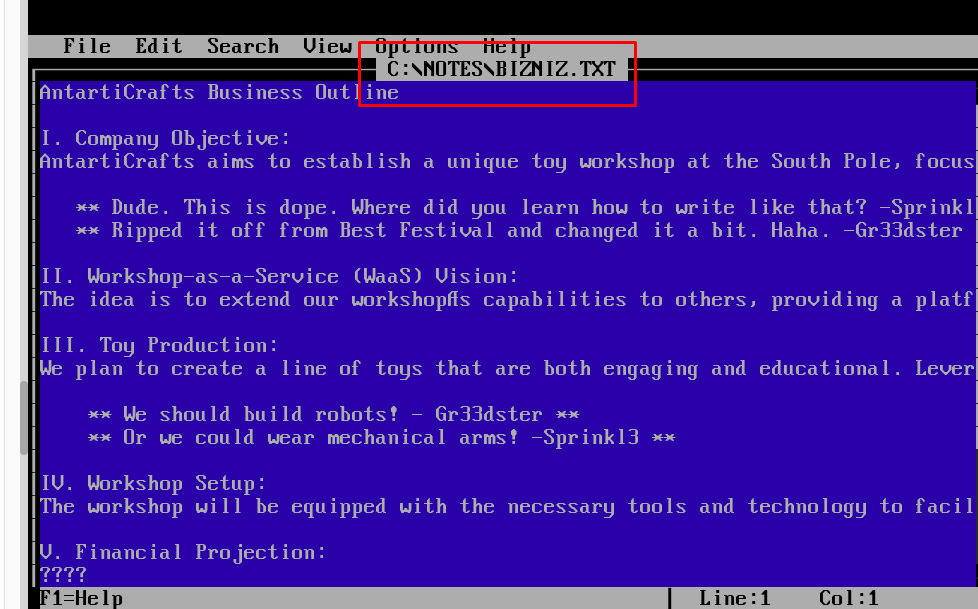 File Edit Search View Options Help
C:\NOTES\BIZNIZ.TXT
AntartiCrafts Business Outline
I. Company Objective:
AntartiCrafts aims to establish a unique toy workshop at the South Pole, focus
** Dude. This is dope. Where did you learn how to write like that? -Sprinkl
** Ripped it off from Best Festival and changed it a bit. Haha. -Gr33dster
II. Workshop-as-a-Service (WaaS) Vision:
The idea is to extend our workshopÆs capabilities to others, providing a platf
III. Toy Production:
We plan to create a line of toys that are both engaging and educational. Lever
** We should build robots! - Gr33dster **
** Or we could wear mechanical arms! -Sprinkl3 **
IV. Workshop Setup:
The workshop will be equipped with the necessary tools and technology to facil
V. Financial Projection:
????
F1=Help Line:1 Col:1